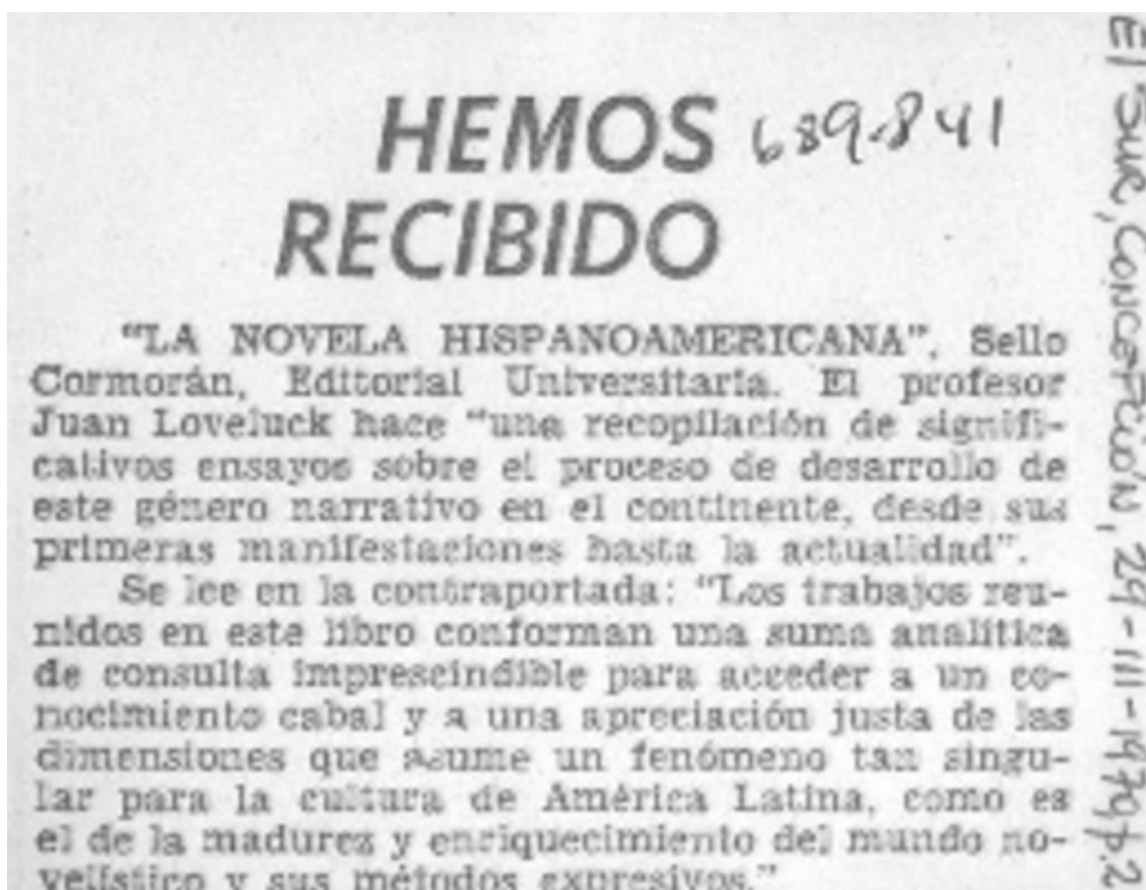 HEMOS
RECIBIDO
689-841
"LA NOVELA HISPANOAMERICANA", Sello
Cormorán, Editorial Universitaria. El profesor
Juan Loveluck hace "una recopilación de signifi-
cativos ensayos sobre el proceso de desarrollo de
este género narrativo en el continente, desde sus
primeras manifestaciones hasta la actualidad".
Se lee en la contraportada: "Los trabajos reu-
nidos en este libro conforman una suma analítica
de consulta imprescindible para acceder a un co-
nocimiento cabal y a una apreciación justa de las
dimensiones que asume un fenómeno tan singu-
lar para la cultura de América Latina, como es
el de la madurez y enriquecimiento del mundo no-
velístico y sus métodos expresivos."
El Sur, Concepción, 29-III-